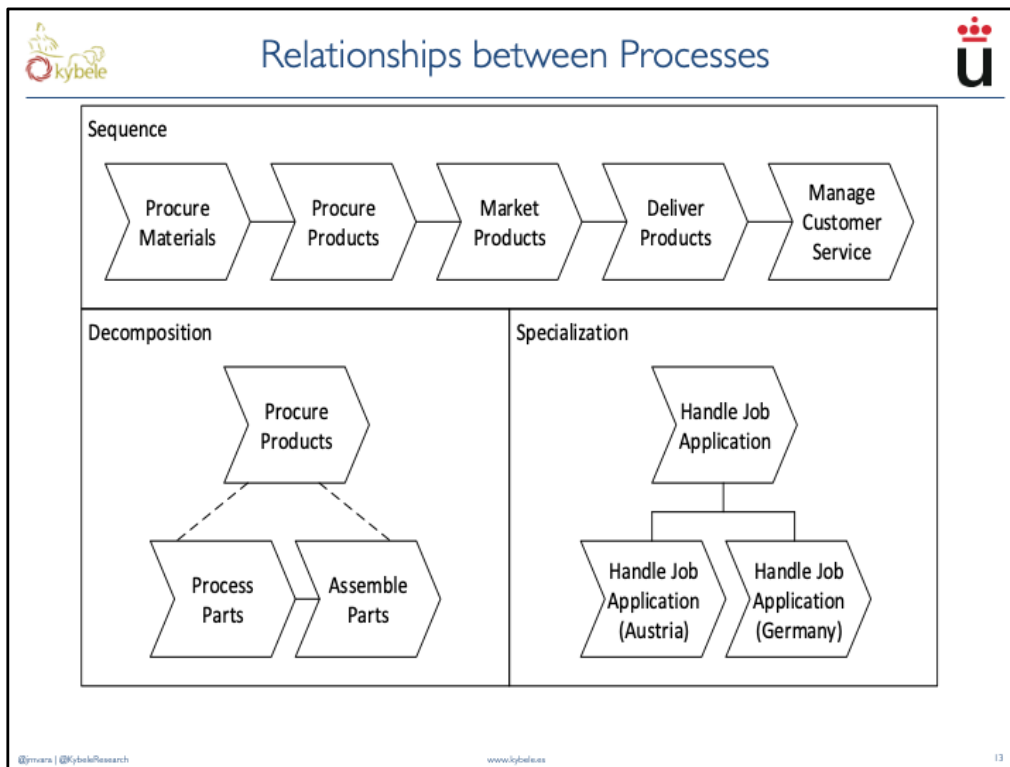 kybele
Relationships between Processes
u
Sequence
Procure
Materials
Procure
Products
Market
Products
Deliver
Products
Manage
Customer
Service
Decomposition
Procure
Products
Process
Parts
Assemble
Parts
Specialization
Handle Job
Application
Handle Job
Application
(Austria)
Handle Job
Application
(Germany)
@jmvara | @KybeleResearch
www.kybele.es
13